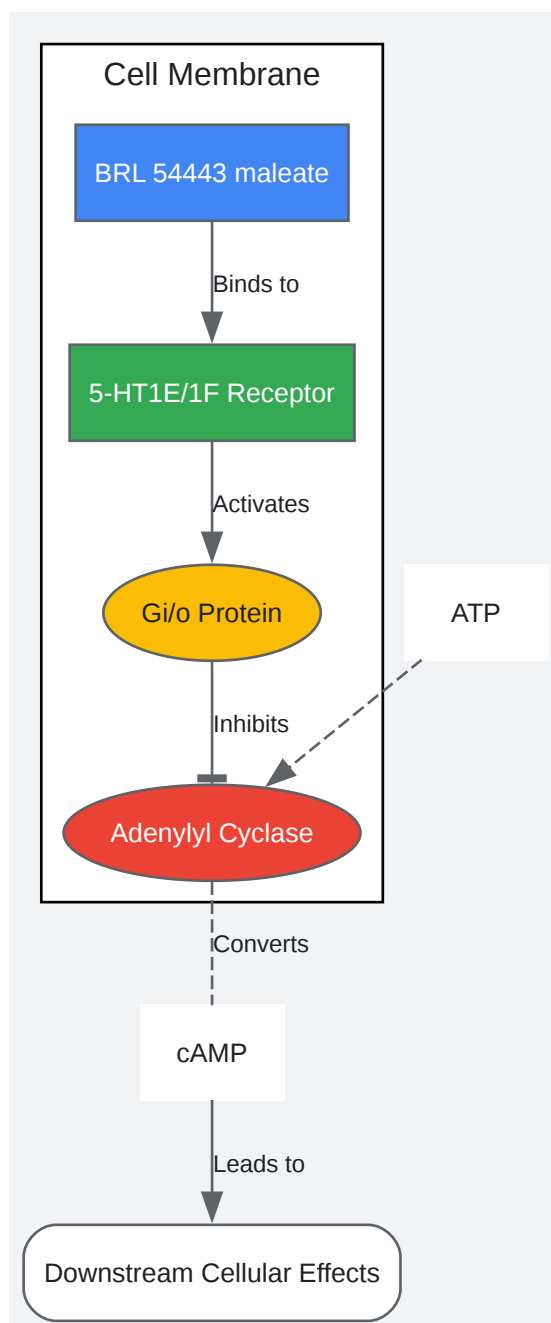 Cell Membrane
BRL 54443 maleate
Binds to
5-HT1E/1F Receptor
Activates
Gi/o Protein
ATP
Inhibits
Adenylyl Cyclase
Converts
cAMP
Leads to
Downstream Cellular Effects